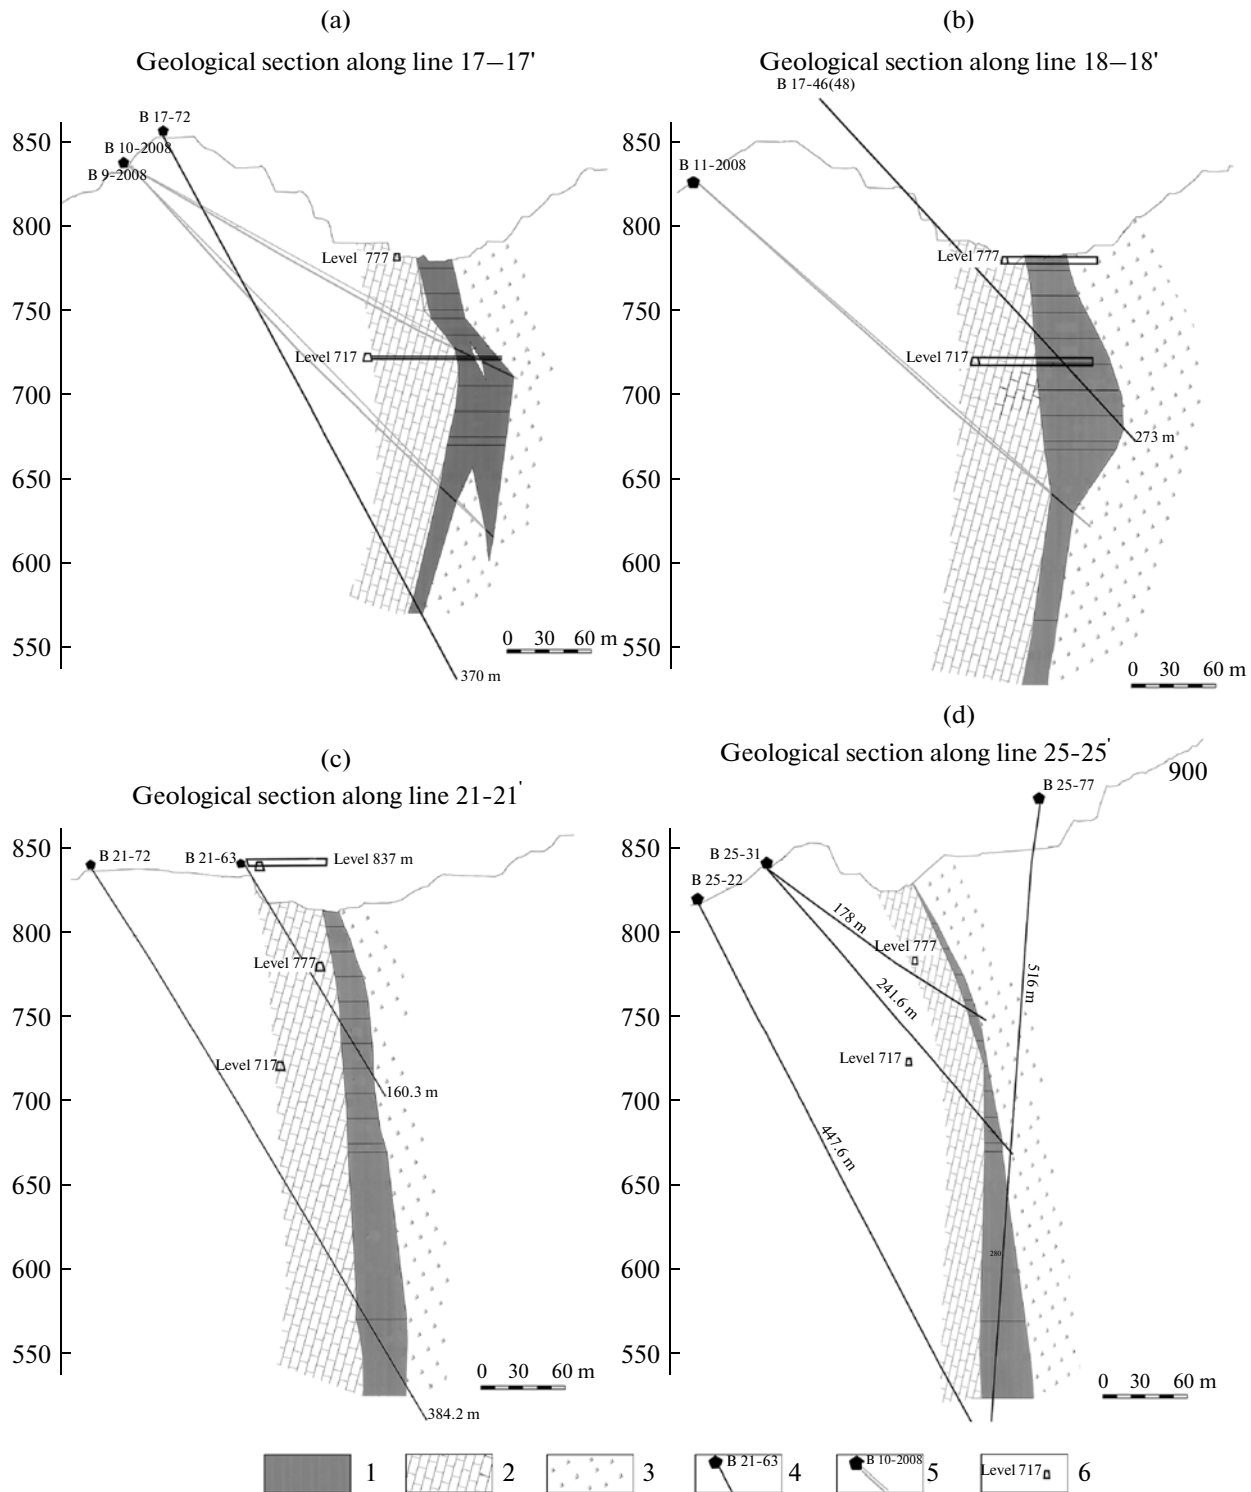 (a)
Geological section along line 17–17'
B 17-72
B 10-2008
B 9-2008
850
800
750
700
650
600
550
Level 777
Level 717
370 m
0 30 60 m
(b)
Geological section along line 18–18'
B 17-46(48)
B 11-2008
850
800
750
700
650
600
550
Level 777
Level 717
273 m
0 30 60 m
(c)
Geological section along line 21-21'
B 21-72
B 21-63
Level 837 m
850
800
750
700
650
600
550
Level 777
Level 717
160.3 m
384.2 m
0 30 60 m
(d)
Geological section along line 25-25'
900
B 25-77
B 25-31
B 25-22
850
800
750
700
650
600
550
178 m
Level 777
241.6 m
516 m
Level 717
447.6 m
280
0 30 60 m
1
2
3
B 21-63 4
B 10-2008 5
Level 717 6